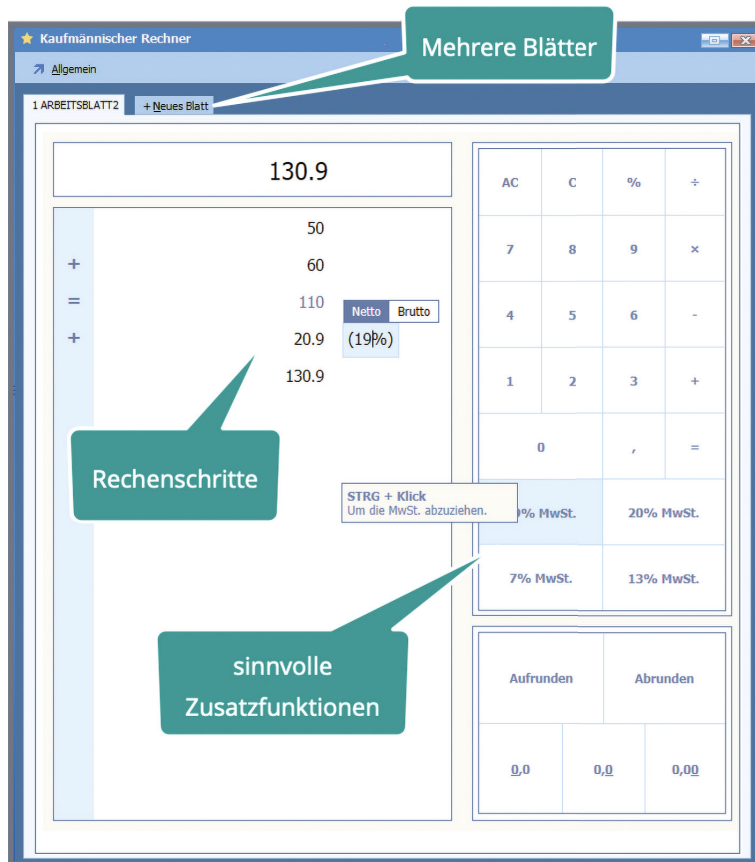 Kaufmännischer Rechner
Mehrere Blätter
Allgemein
1 ARBEITSBLATT2
+ Neues Blatt
130.9
50
+ 60
= 110
Netto Brutto
+ 20.9 (19%)
130.9
Rechenschritte
STRG + Klick
Um die MwSt. abzuziehen.
sinnvolle
Zusatzfunktionen
AC C % ÷
7 8 9 ×
4 5 6 -
1 2 3 +
0 , =
9% MwSt. 20% MwSt.
7% MwSt. 13% MwSt.
Aufrunden Abrunden
0,0 0,0 0,00